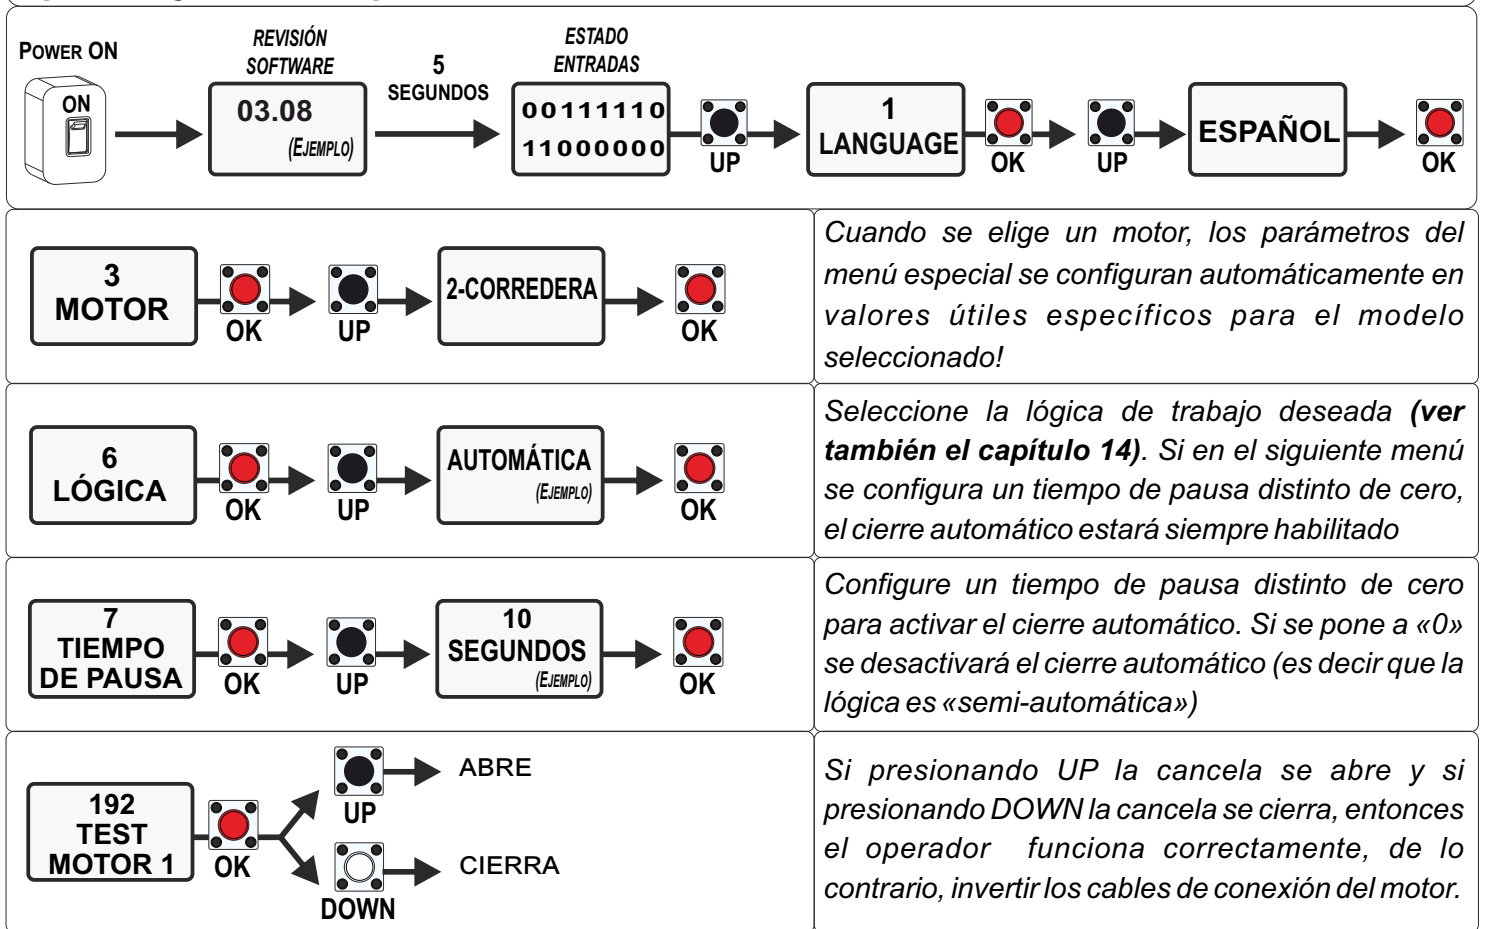 POWER ON
ON
REVISIÓN
SOFTWARE
03.08
(EJEMPLO)
5
SEGUNDOS
ESTADO
ENTRADAS
00111110
11000000
UP
1
LANGUAGE
OK
UP
ESPAÑOL
OK
3
MOTOR
OK
UP
2-CORREDERA
OK
Cuando se elige un motor, los parámetros del
menú especial se configuran automáticamente en
valores útiles específicos para el modelo
seleccionado!
6
LÓGICA
OK
UP
AUTOMÁTICA
(EJEMPLO)
OK
Seleccione la lógica de trabajo deseada (ver
también el capítulo 14). Si en el siguiente menú
se configura un tiempo de pausa distinto de cero,
el cierre automático estará siempre habilitado
7
TIEMPO
DE PAUSA
OK
UP
10
SEGUNDOS
(EJEMPLO)
OK
Configure un tiempo de pausa distinto de cero
para activar el cierre automático. Si se pone a «0»
se desactivará el cierre automático (es decir que la
lógica es «semi-automática»)
192
TEST
MOTOR 1
OK
UP
ABRE
DOWN
CIERRA
Si presionando UP la cancela se abre y si
presionando DOWN la cancela se cierra, entonces
el operador funciona correctamente, de lo
contrario, invertir los cables de conexión del motor.